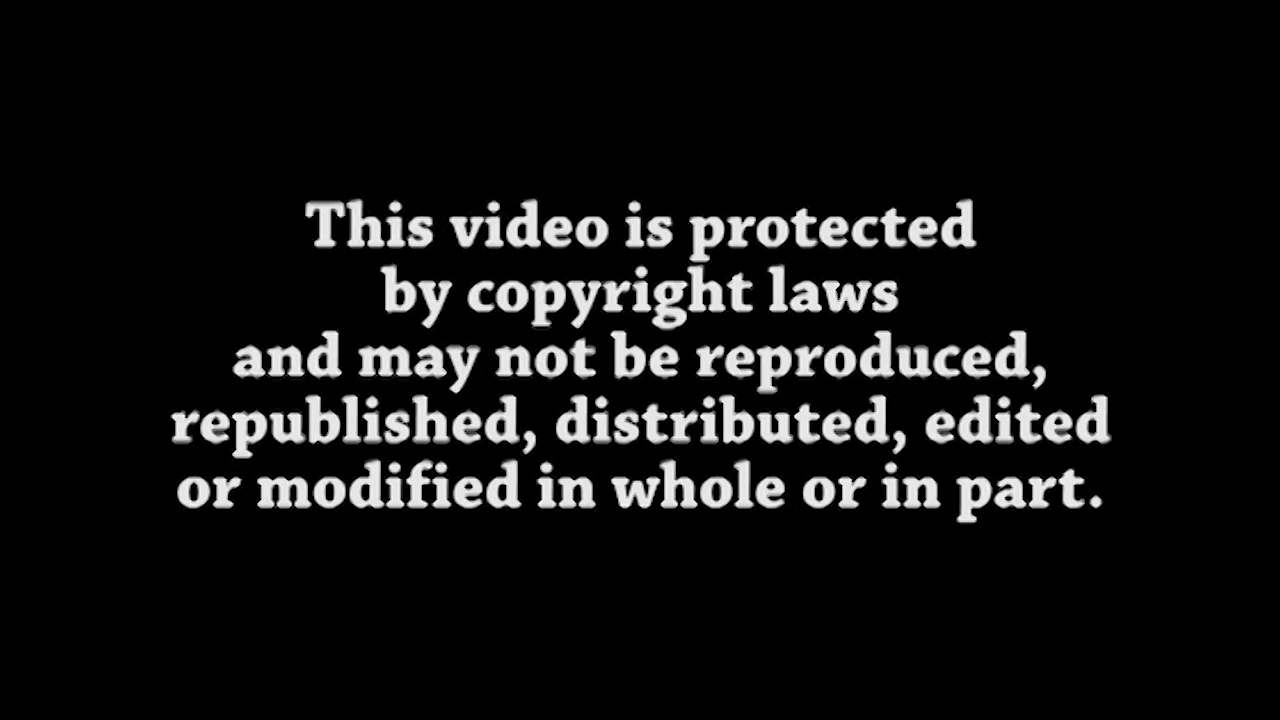 This video is protected
by copyright laws
and may not be reproduced,
republished, distributed, edited
or modified in whole or in part.